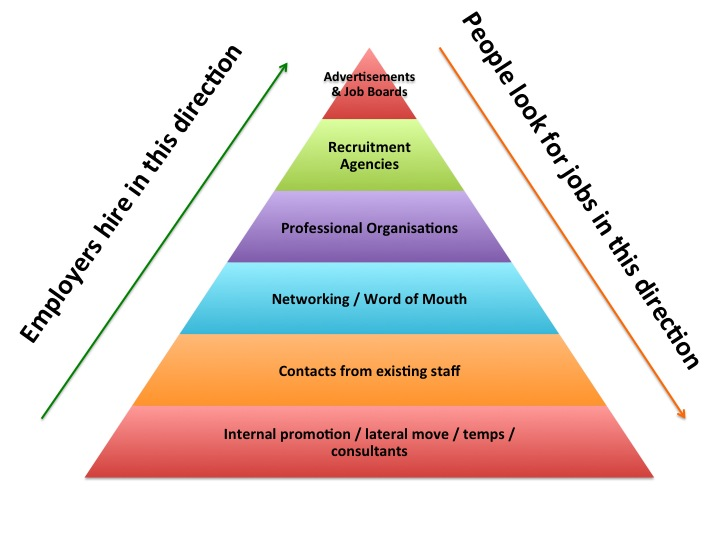 Employers hire in this direction
People look for jobs in this direction
Advertisements
& Job Boards
Recruitment
Agencies
Professional Organisations
Networking / Word of Mouth
Contacts from existing staff
Internal promotion / lateral move / temps /
consultants